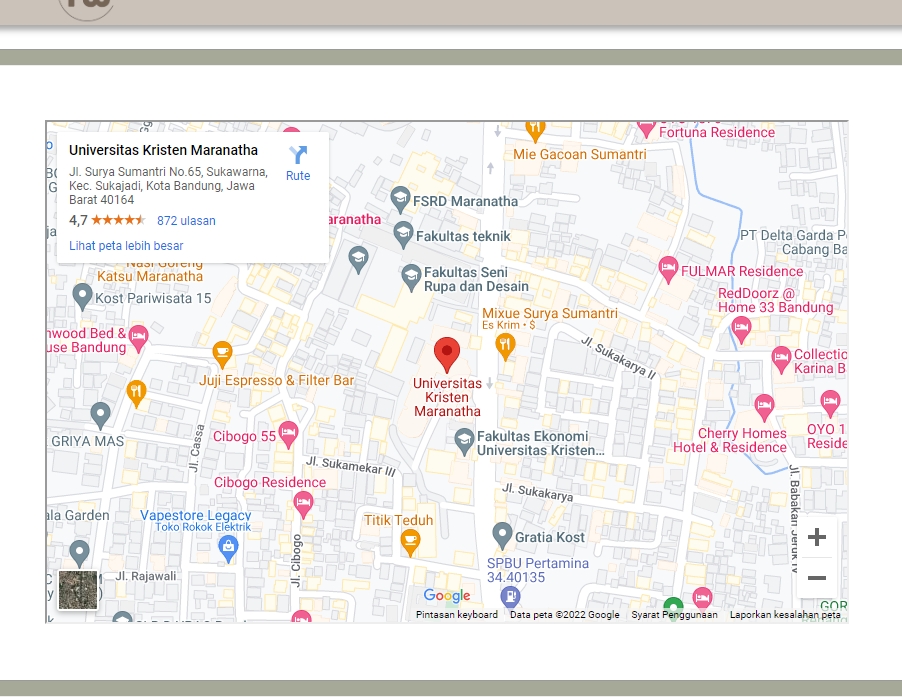 Universitas Kristen Maranatha
Jl. Surya Sumantri No.65, Sukawarna,
Kec. Sukajadi, Kota Bandung, Jawa
Barat 40164
4,7
872 ulasan
Lihat peta lebih besar
Rute
Fortuna Residence
Mie Gacoan Sumantri
FSRD Maranatha
aranatha
Fakultas teknik
PT Delta Garda P
Cabang Ba
Nasi Goreng
Katsu Maranatha
Fakultas Seni
Rupa dan Desain
FULMAR Residence
Kost Pariwisata 15
RedDoorz @
Home 33 Bandung
Mixue Surya Sumantri
Es Krim • $
nwood Bed &
use Bandung
Jl. Sukakarya II
Collectic
Karina B
Juji Espresso & Filter Bar
Universitas
Kristen
Maranatha
GRIYA MAS
Jl. Cassa
Cibogo 55
Fakultas Ekonomi
Universitas Kristen...
Cherry Homes
Hotel & Residence
OYO 1
Reside
Jl. Sukamekar III
Cibogo Residence
Jl. Sukakarya
Jl. Babakan Jeruk IV
ala Garden
Vapestore Legacy
Toko Rokok Elektrik
Titik Teduh
Gratia Kost
Jl. Cibogo
SPBU Pertamina
34.40135
Jl. Rajawali
Google
GOR
Pintasan keyboard
Data peta ©2022 Google
Syarat Penggunaan
Laporkan kesalahan peta